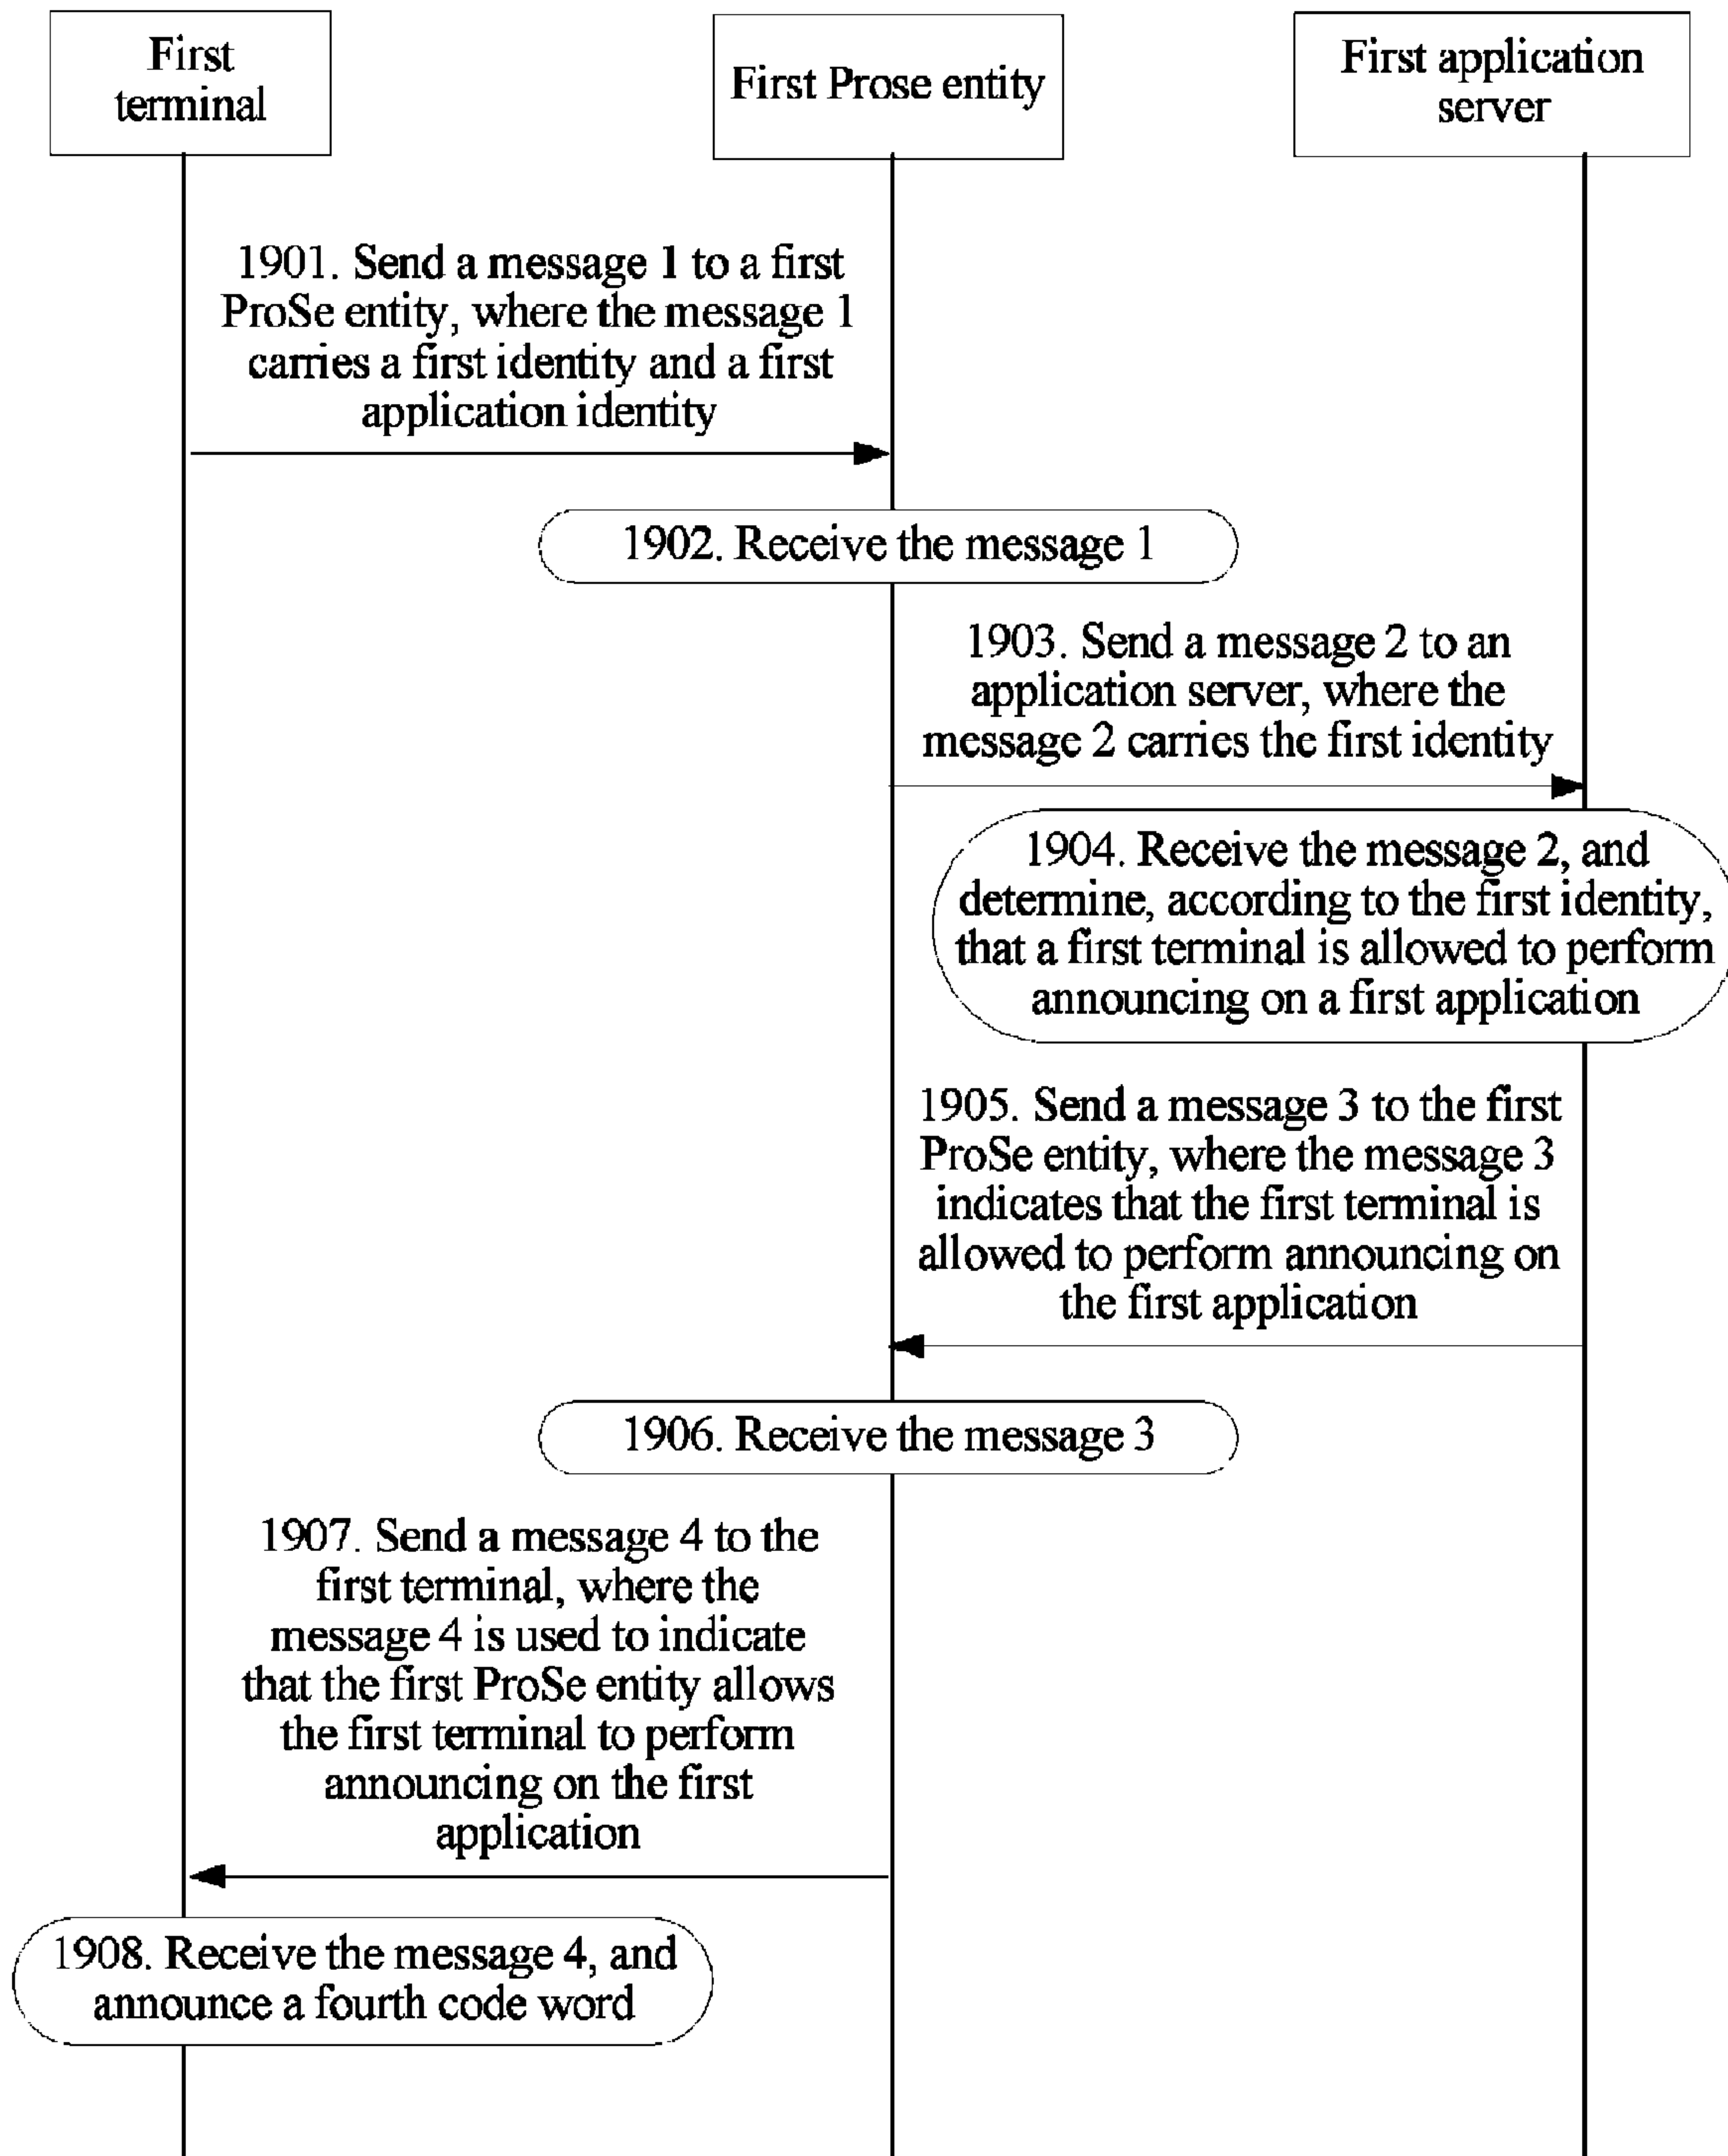 First
terminal
First Prose entity
First application
server
1901. Send a message 1 to a first
ProSe entity, where the message 1
carries a first identity and a first
application identity
1902. Receive the message 1
1903. Send a message 2 to an
application server, where the
message 2 carries the first identity
1904. Receive the message 2, and
determine, according to the first identity,
that a first terminal is allowed to perform
announcing on a first application
1905. Send a message 3 to the first
ProSe entity, where the message 3
indicates that the first terminal is
allowed to perform announcing on
the first application
1906. Receive the message 3
1907. Send a message 4 to the
first terminal, where the
message 4 is used to indicate
that the first ProSe entity allows
the first terminal to perform
announcing on the first
application
1908. Receive the message 4, and
announce a fourth code word